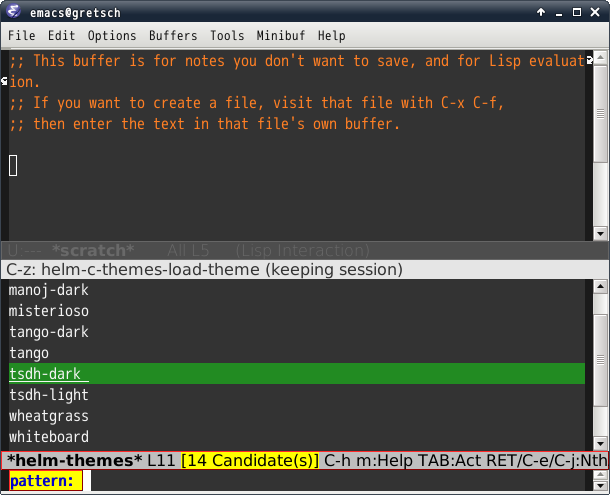 emacs@gretsch
File Edit Options Buffers Tools Minibuf Help
;; This buffer is for notes you don't want to save, and for Lisp evaluat
ion.
;; If you want to create a file, visit that file with C-x C-f,
;; then enter the text in that file's own buffer.
U:--- *scratch* All L5 (Lisp Interaction)
C-z: helm-c-themes-load-theme (keeping session)
manoj-dark
misterioso
tango-dark
tango
tsdh-dark
tsdh-light
wheatgrass
whiteboard
*helm-themes* L11 [14 Candidate(s)] C-h m:Help TAB:Act RET/C-e/C-j:Nth
pattern: